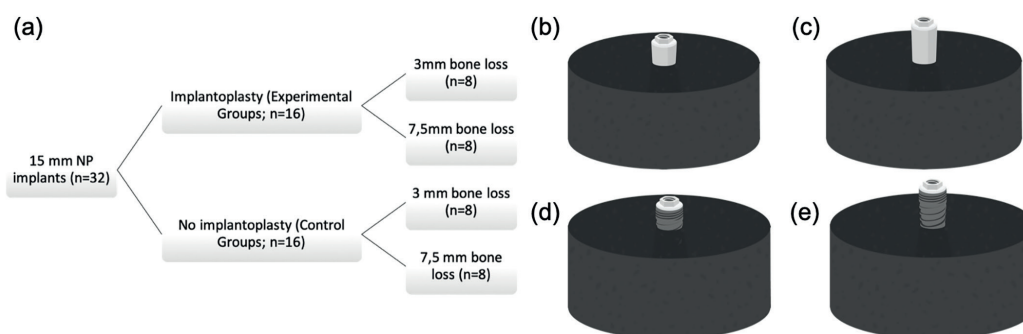 (a)
15 mm NP
implants (n=32)
Implantoplasty (Experimental
Groups; n=16)
3mm bone loss
(n=8)
7,5mm bone loss
(n=8)
No implantoplasty (Control
Groups; n=16)
3 mm bone loss
(n=8)
7,5 mm bone
loss (n=8)
(b)
(c)
(d)
(e)